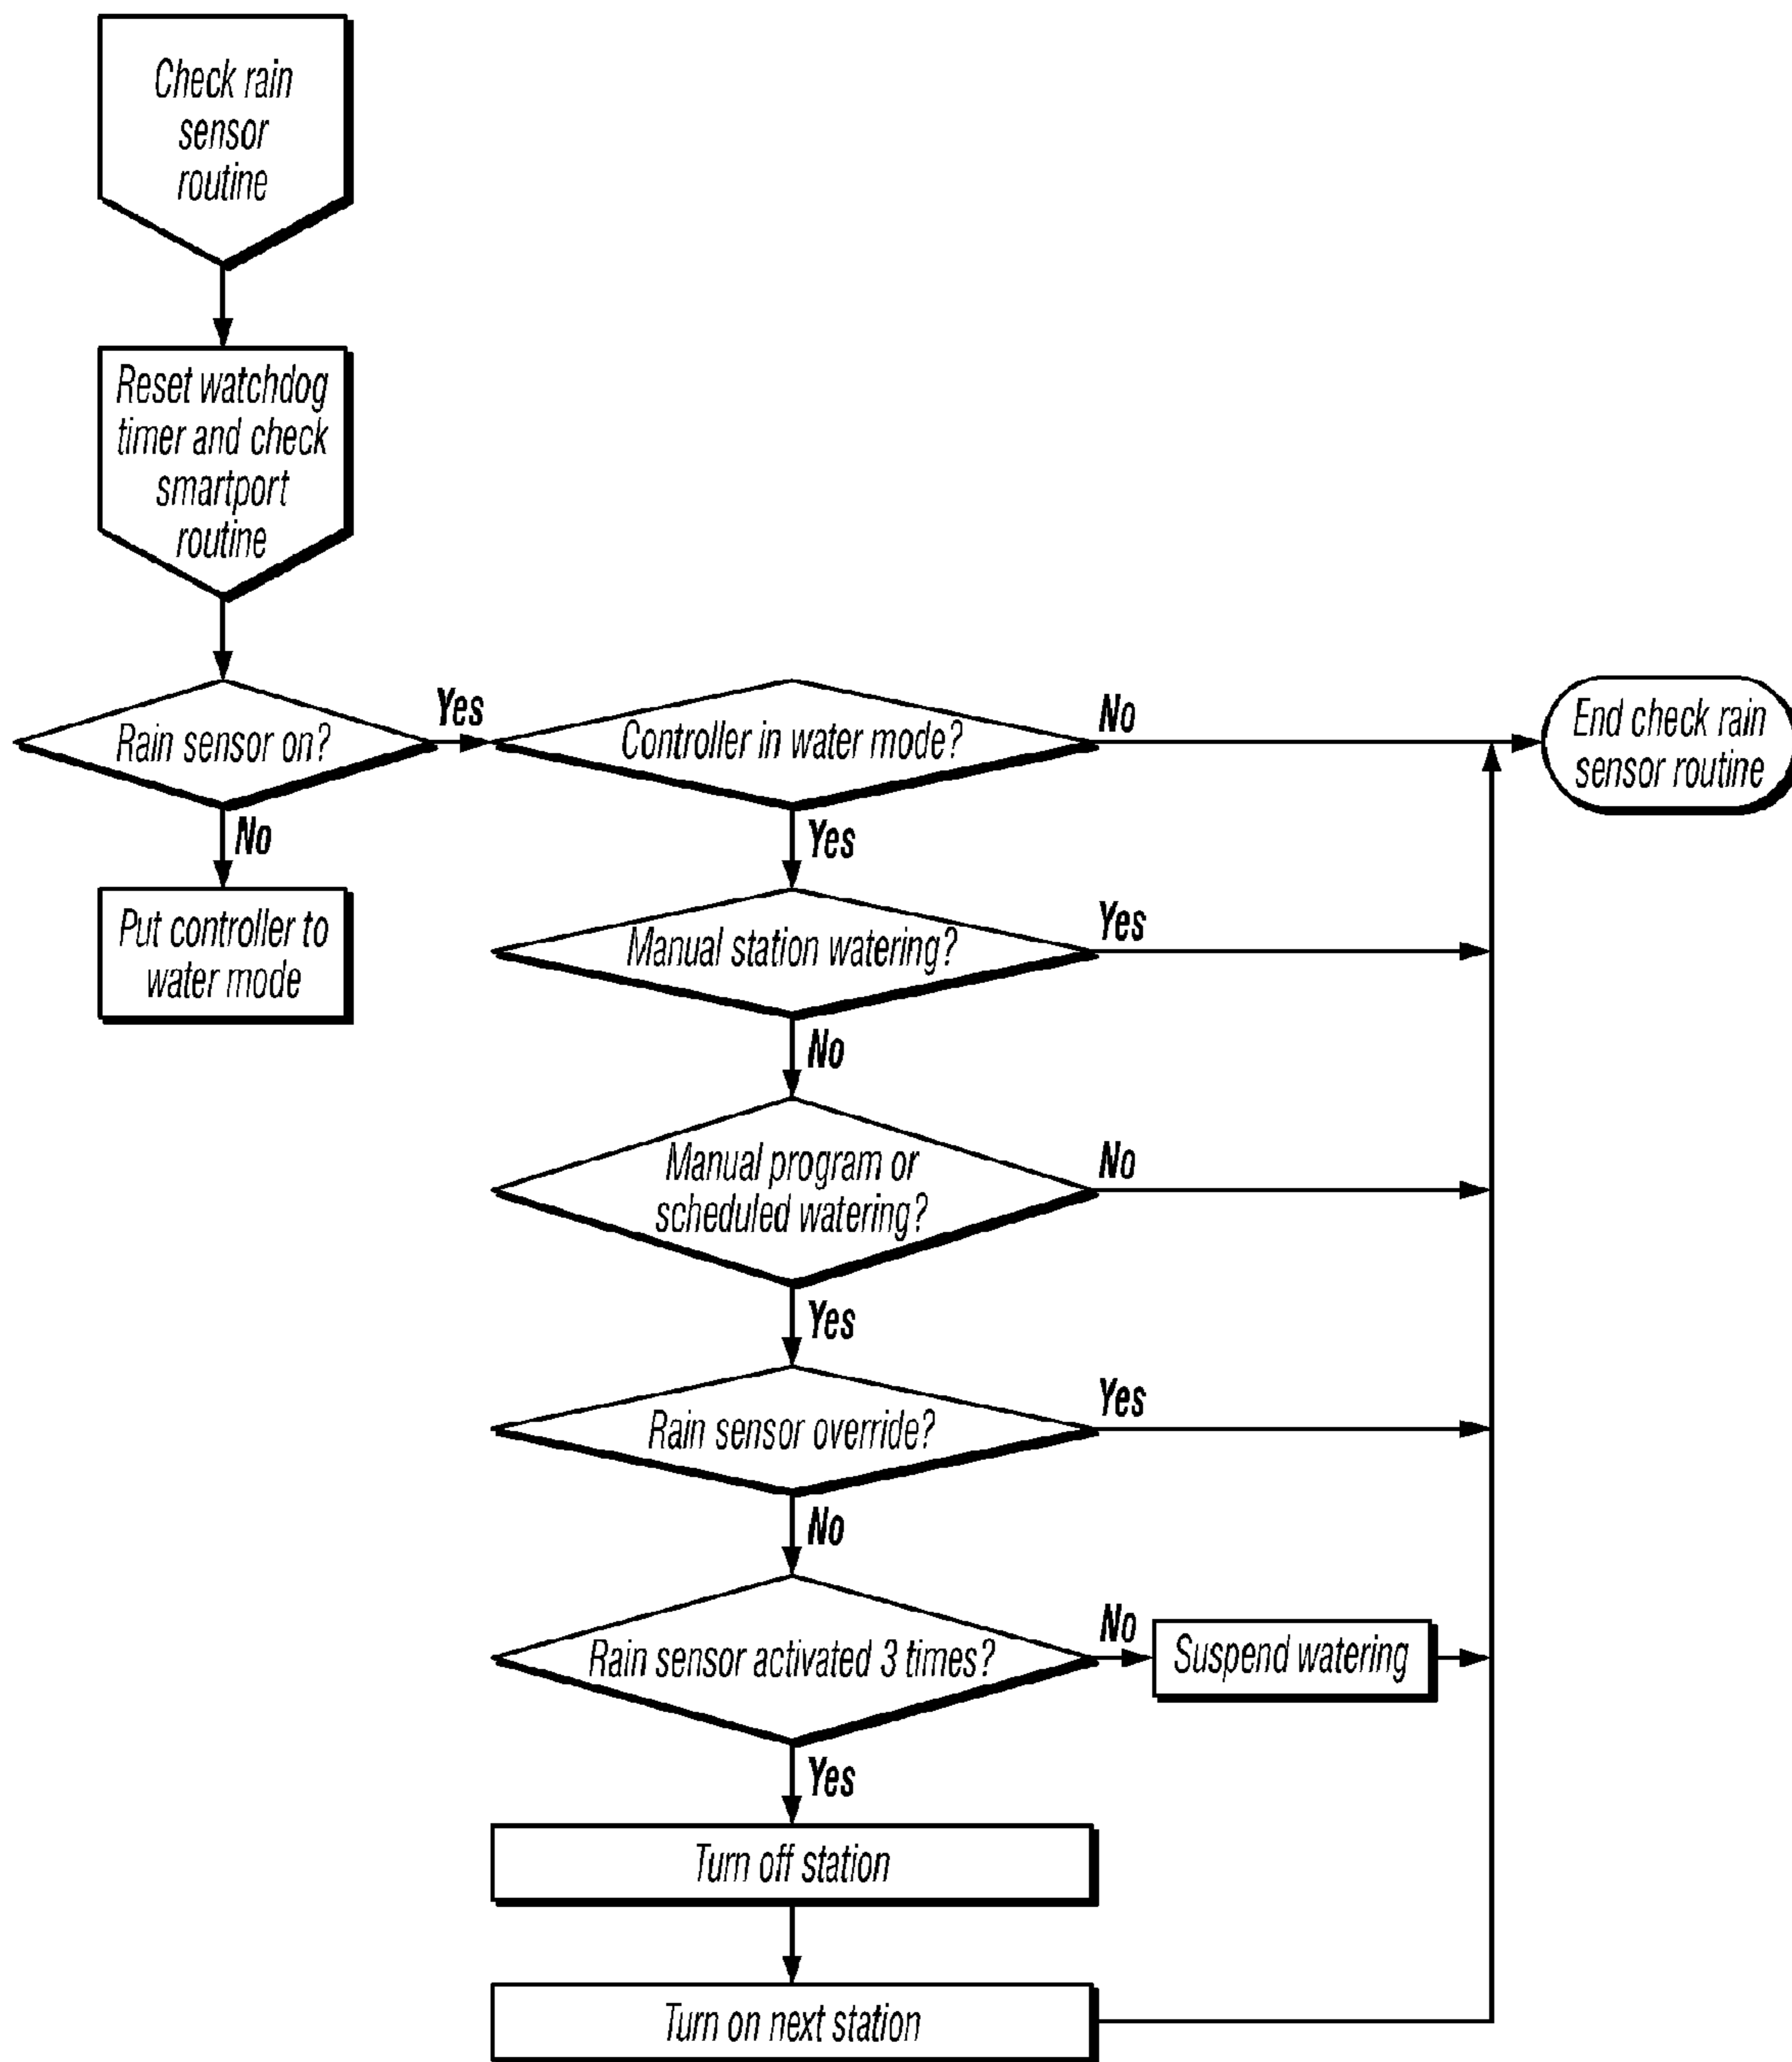 Check rain
sensor
routine
Reset watchdog
timer and check
smartport
routine
Rain sensor on?
Yes
Controller in water mode?
No
End check rain
sensor routine
No
Put controller to
water mode
Yes
Manual station watering?
Yes
No
Manual program or
scheduled watering?
No
Yes
Rain sensor override?
Yes
No
Rain sensor activated 3 times?
No
Suspend watering
Yes
Turn off station
Turn on next station